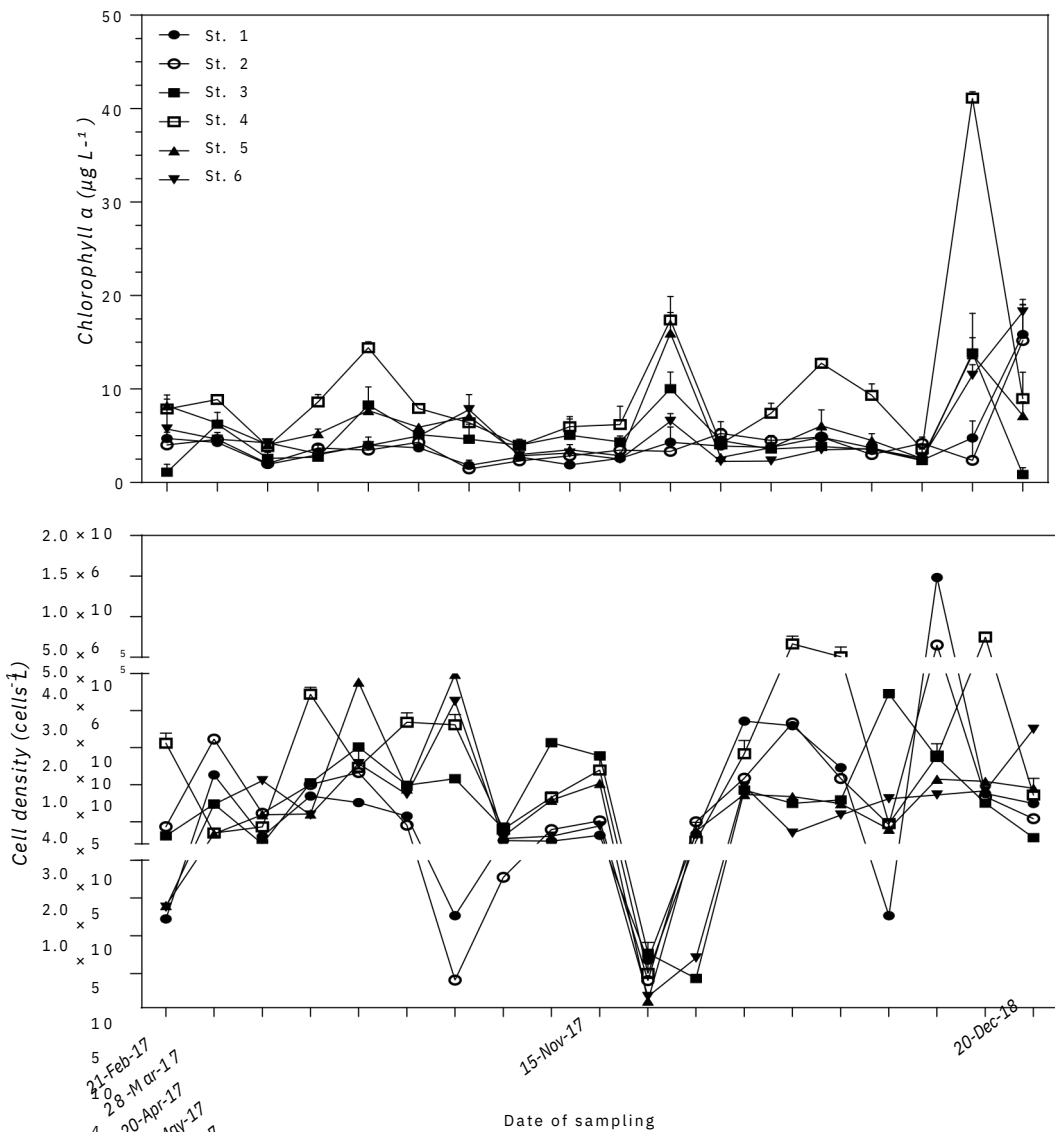 50
40
30
20
10
0
Chlorophyll a (µg L-¹)
St. 1
St. 2
St. 3
St. 4
St. 5
St. 6
2.0 × 10
1.5 × 6
1.0 × 10
5.0 × 6
5
5.0 × 5
4.0 × 10
3.0 × 6
2.0 × 10
× 10
1.0 × 10
4.0 × 5
3.0 × 10
2.0 × 5
1.0 × 10
5
10
5
10
4
Cell density (cells-1L)
21-Feb-17
28-Mar-17
20-Apr-17
May-17
15-Nov-17
20-Dec-18
Date of sampling